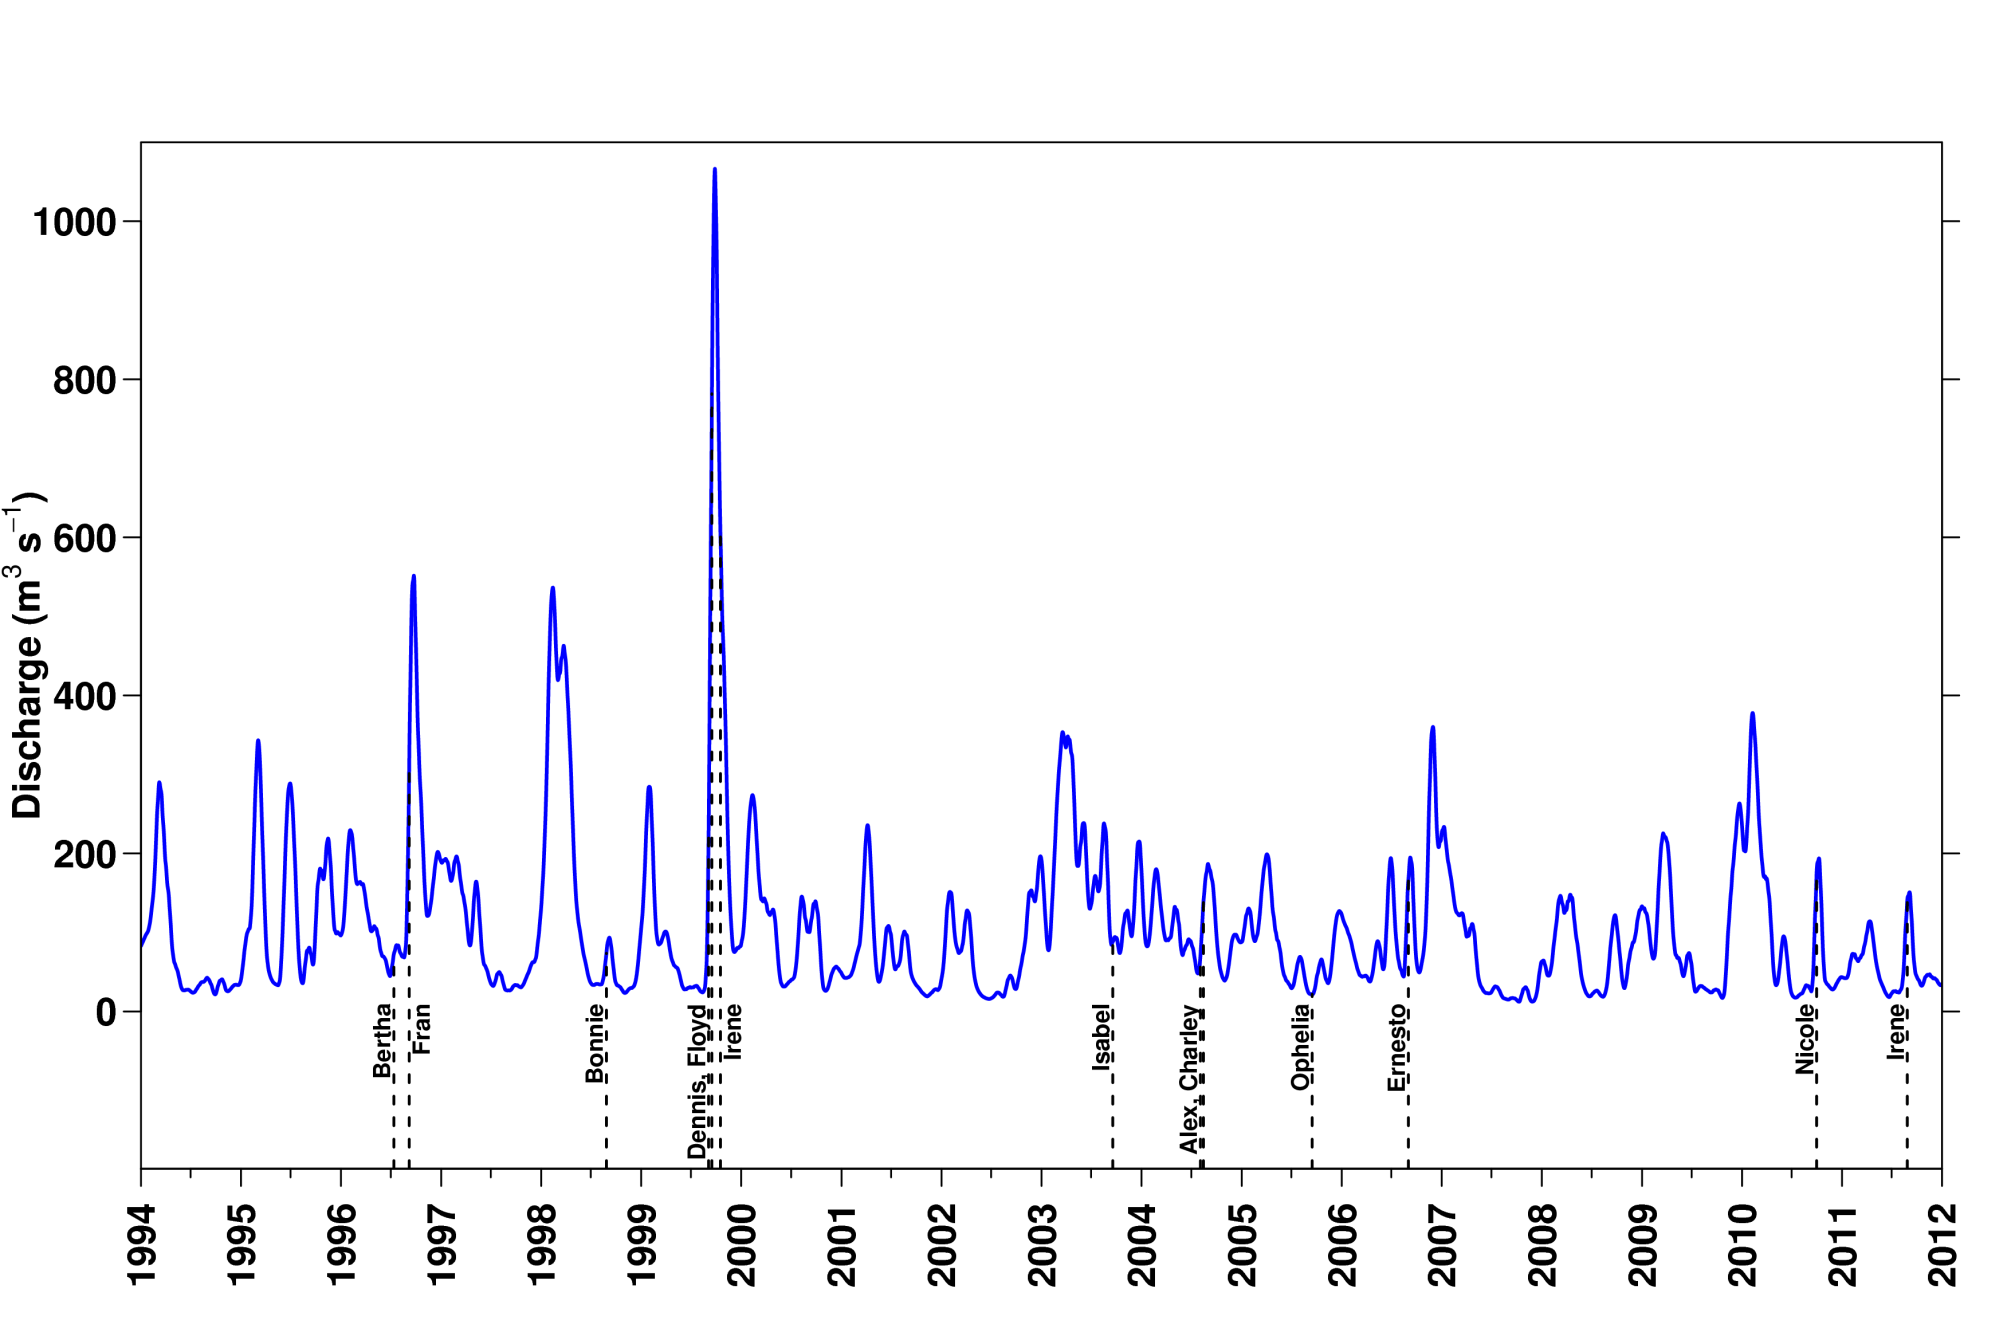 1000
800
600
400
200
0
Discharge (m³ s⁻¹)
Bertha
Fran
Bonnie
Dennis, Floyd
Irene
Isabel
Alex, Charley
Ophelia
Ernesto
Nicole
Irene
1994
1995
1996
1997
1998
1999
2000
2001
2002
2003
2004
2005
2006
2007
2008
2009
2010
2011
2012